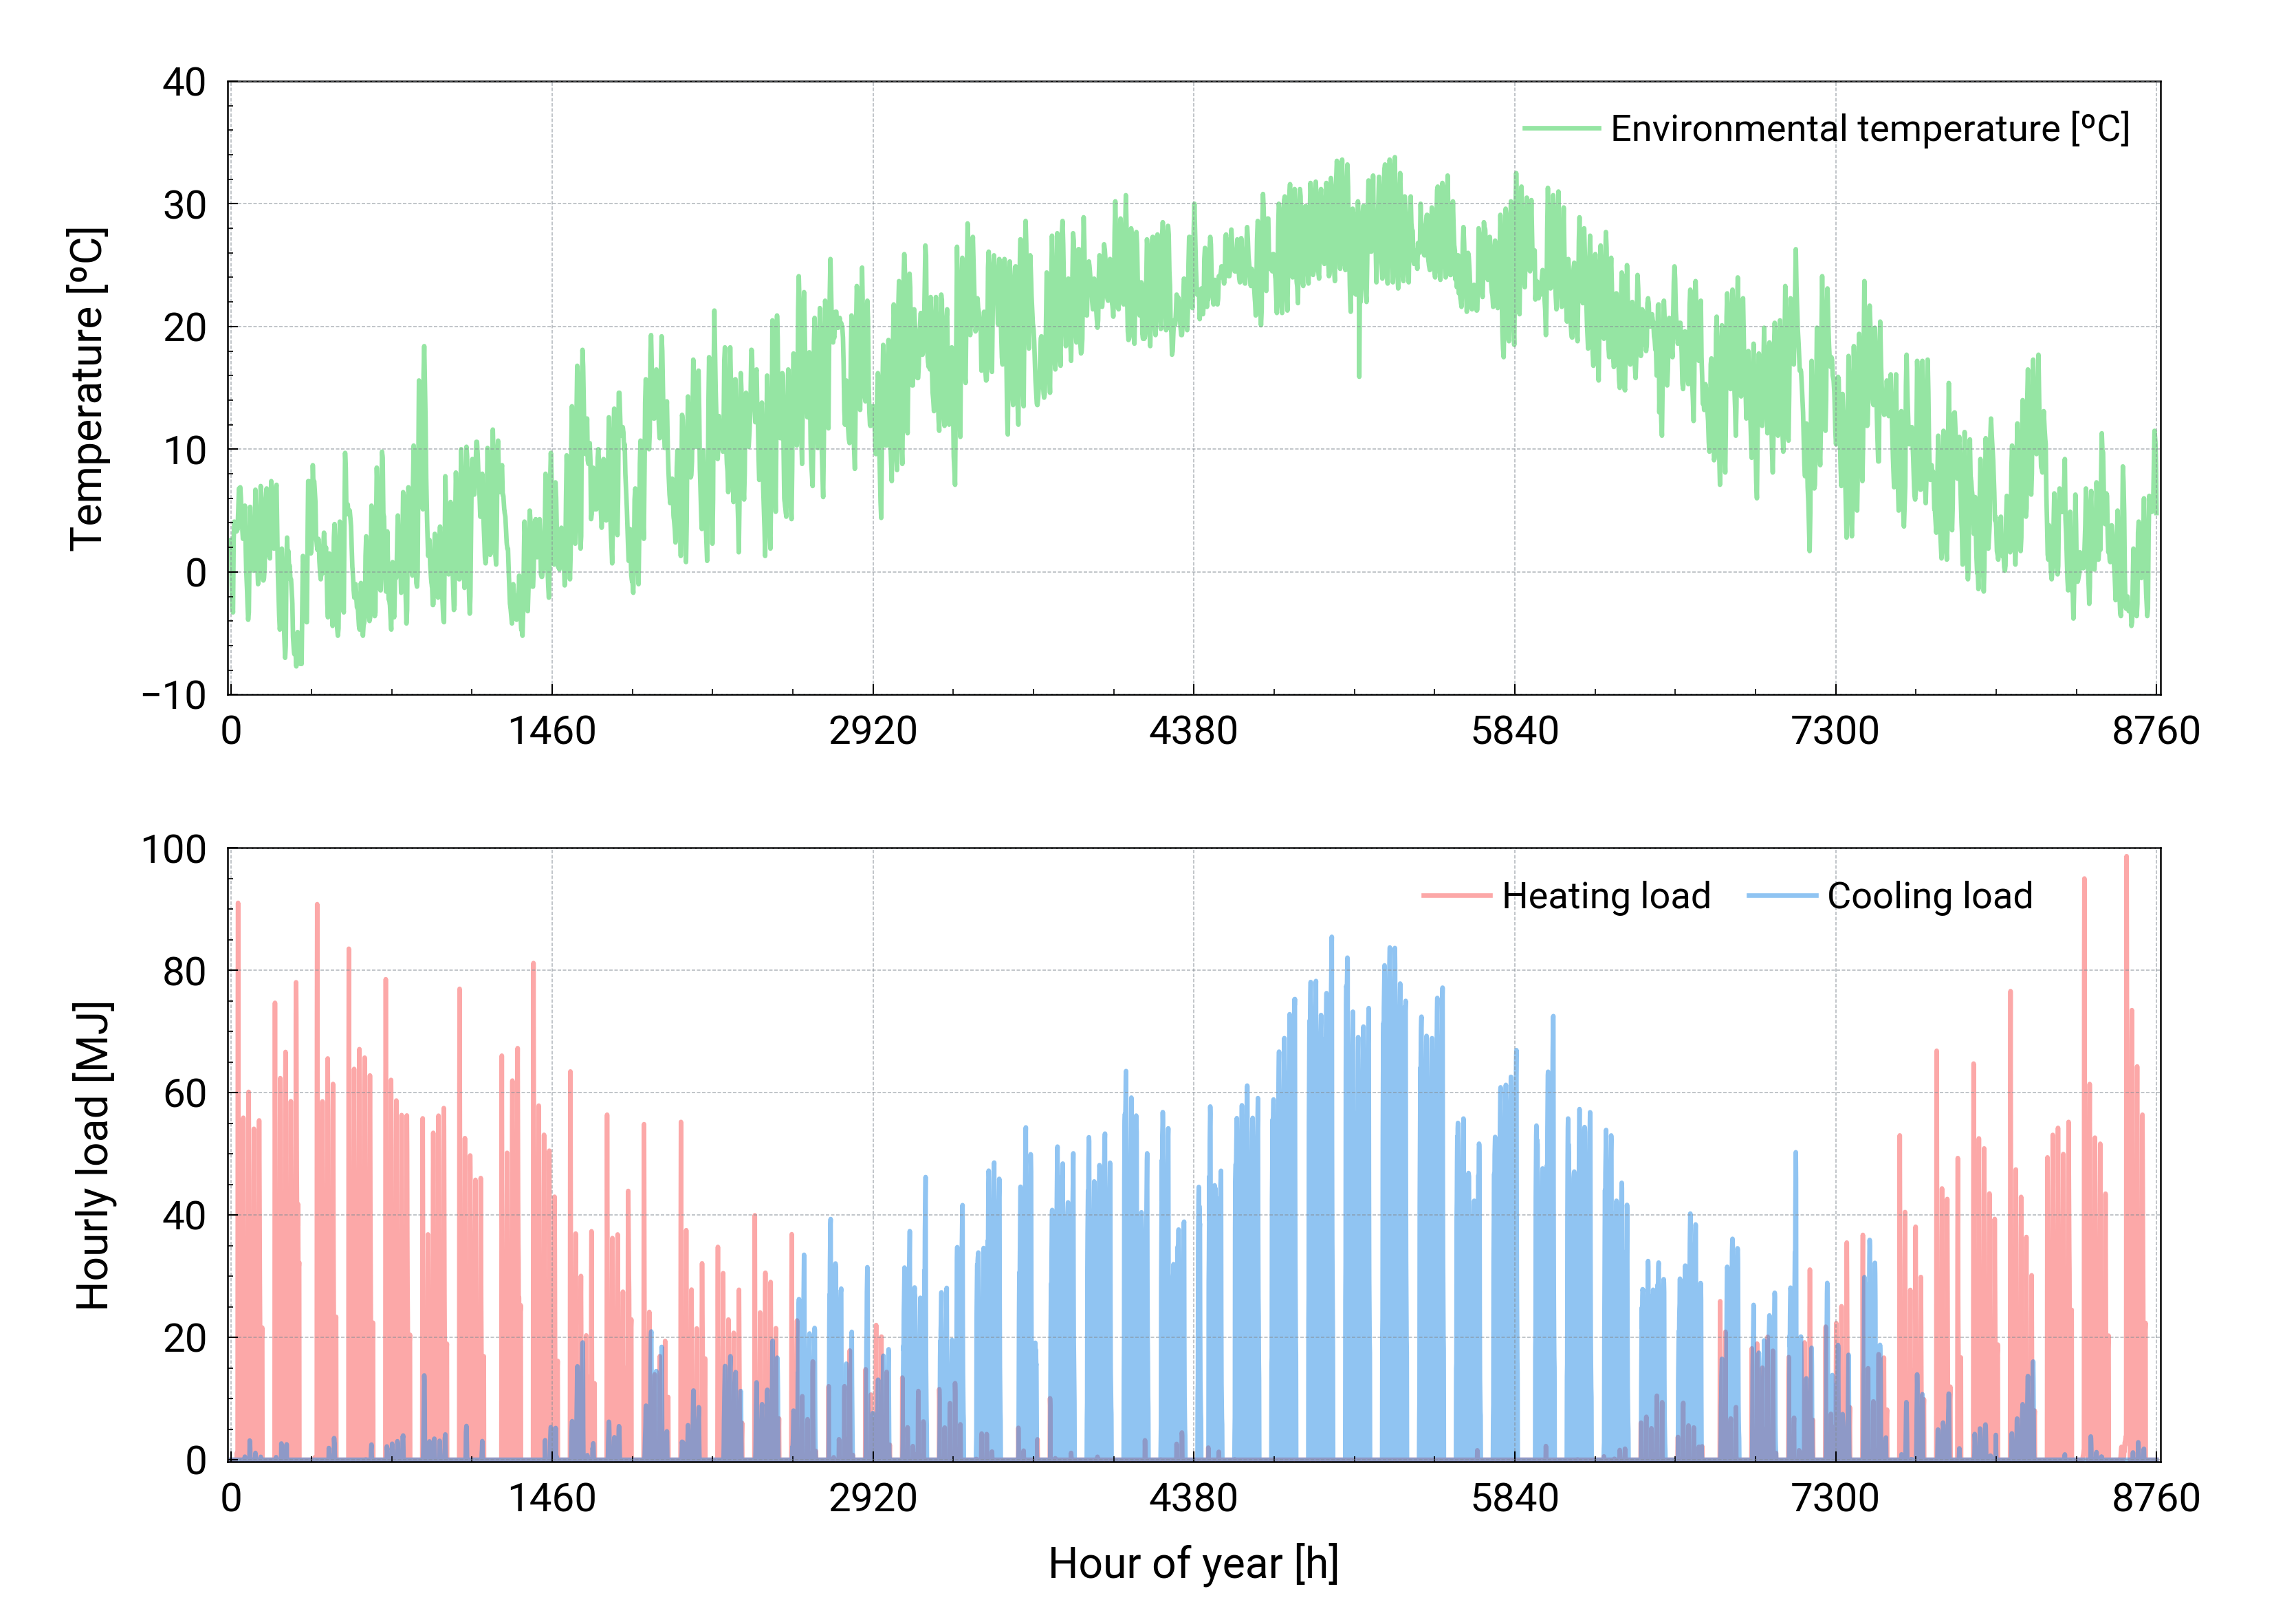 40
30
20
10
0
−10
Temperature [ºC]
Environmental temperature [ºC]
0 1460 2920 4380 5840 7300 8760
100
80
60
40
20
0
Hourly load [MJ]
Heating load Cooling load
0 1460 2920 4380 5840 7300 8760
Hour of year [h]